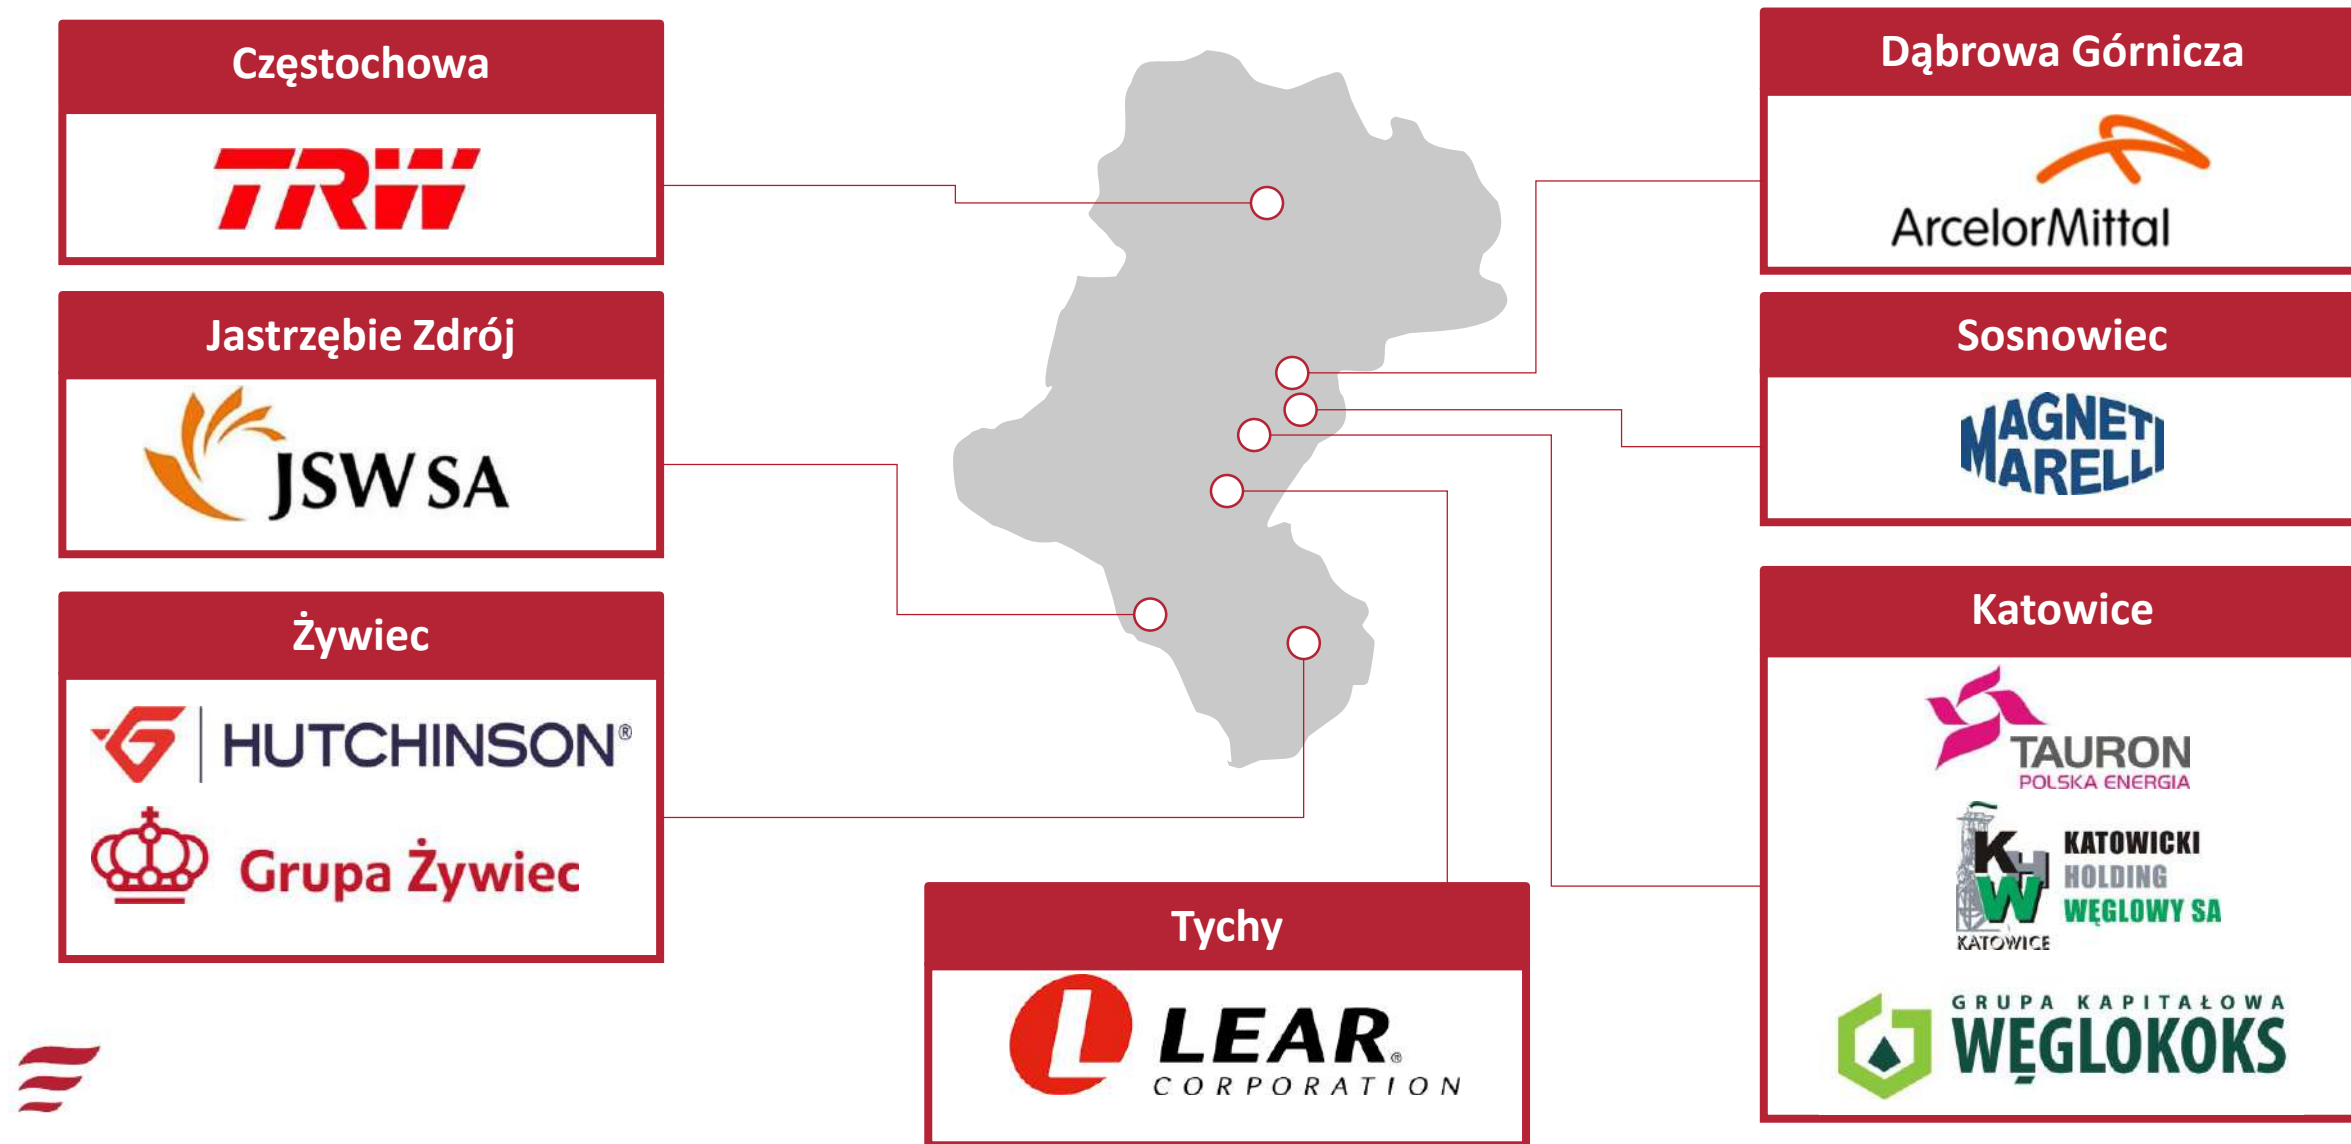 Częstochowa
TRW
Jastrzębie Zdrój
JSW SA
Żywiec
HUTCHINSON®
Grupa Żywiec
Tychy
L
LEAR®
CORPORATION
Dąbrowa Górnicza
ArcelorMittal
Sosnowiec
MAGNETI
MARELLI
Katowice
TAURON
POLSKA ENERGIA
KHW
KATOWICE
KATOWICKI
HOLDING
WĘGLOWY SA
GRUPA KAPITAŁOWA
WĘGLOKOKS